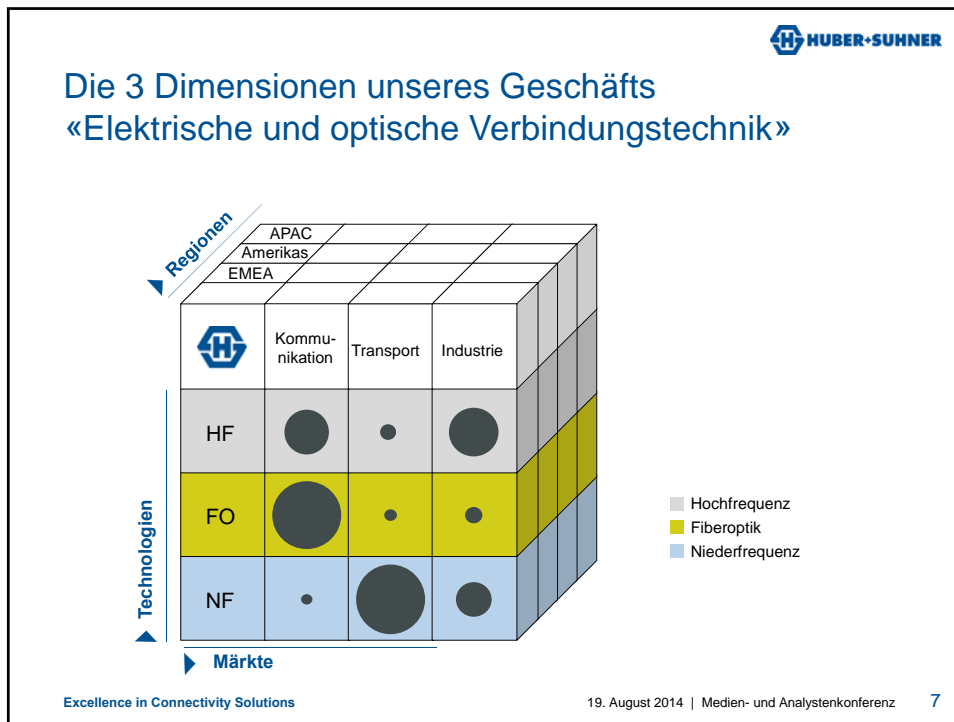 HUBER+SUHNER
Die 3 Dimensionen unseres Geschäfts
«Elektrische und optische Verbindungstechnik»
Regionen
APAC
Amerikas
EMEA
Kommu-
nikation
Transport
Industrie
HF
FO
NF
Technologien
Märkte
Hochfrequenz
Fiberoptik
Niederfrequenz
Excellence in Connectivity Solutions
19. August 2014 | Medien- und Analystenkonferenz 7